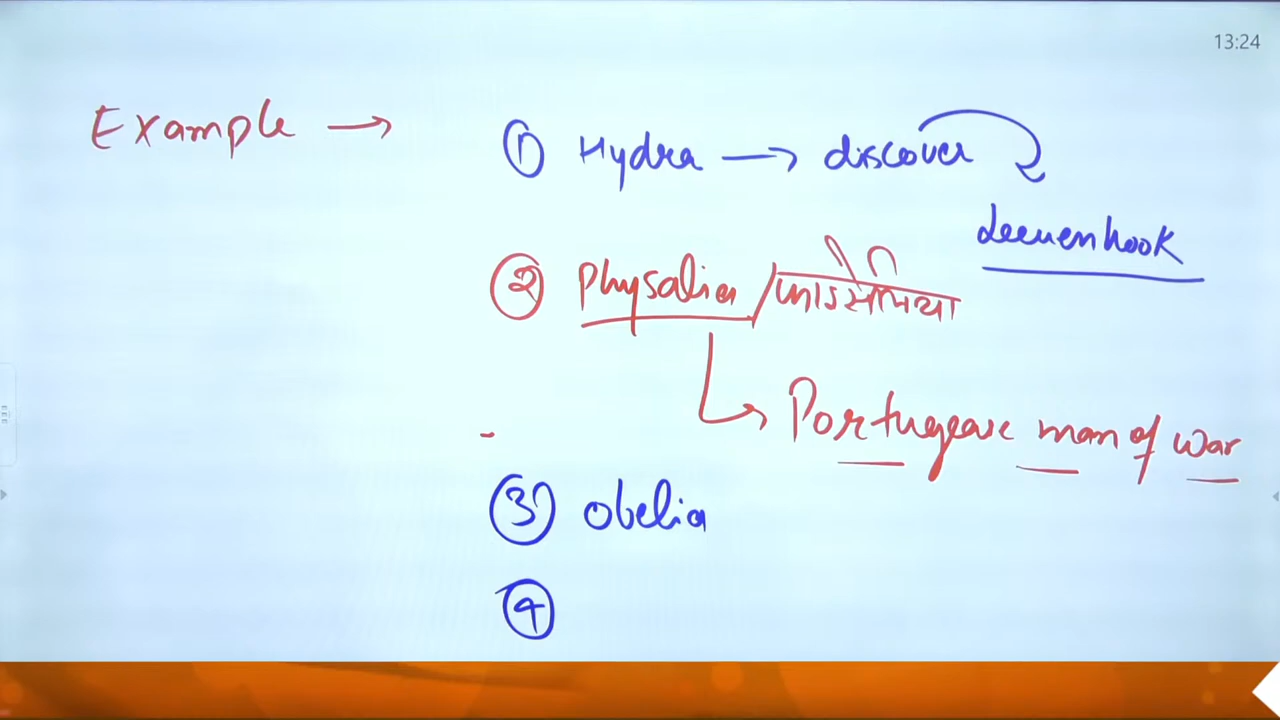 13:24
Example → ① Hydra → discover
Leeuenhook
② Physalia / फाइसेलिया
→ Portugease man of war
③ Obelia
④